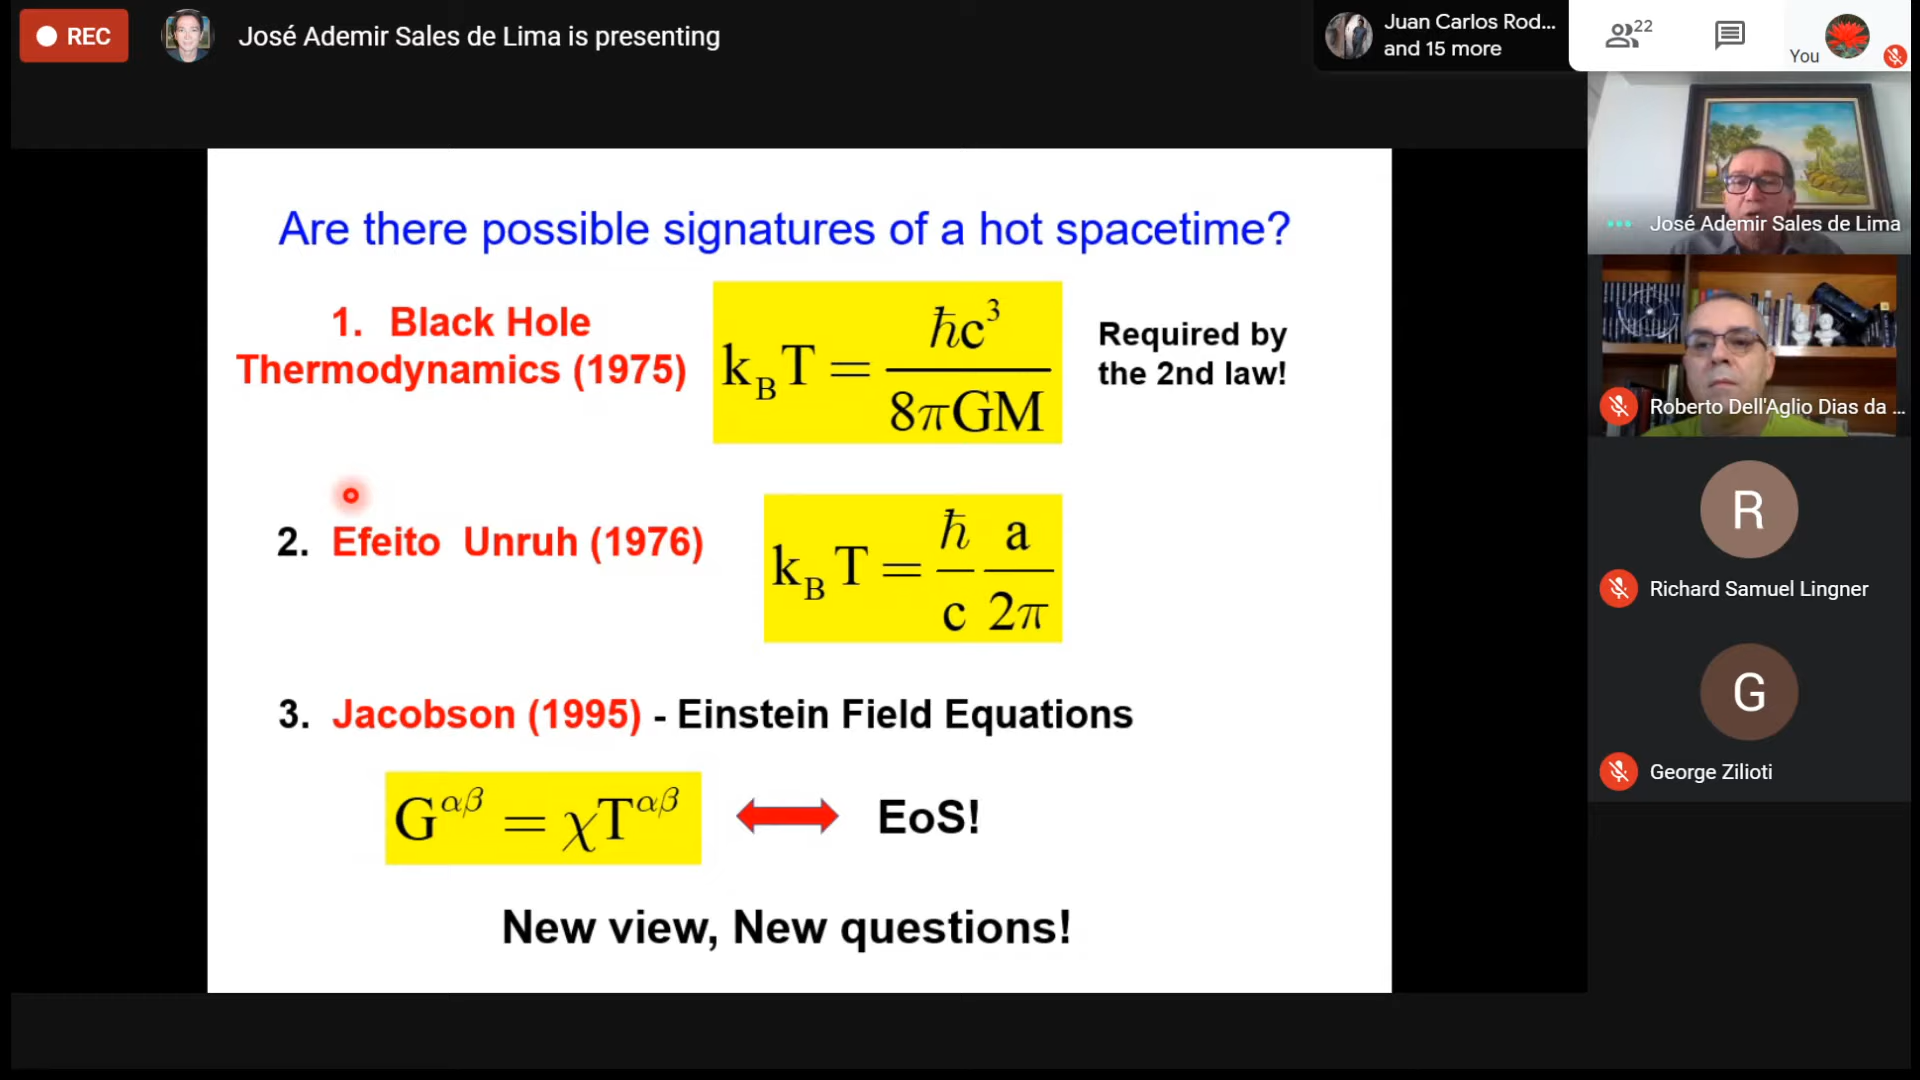 REC
José Ademir Sales de Lima is presenting
Juan Carlos Rod...
and 15 more
22
You
Are there possible signatures of a hot spacetime?
1. Black Hole
Thermodynamics (1975)
k_B T = ħc³ / 8πGM
Required by
the 2nd law!
2. Efeito Unruh (1976)
k_B T = ħ/c a/2π
3. Jacobson (1995) - Einstein Field Equations
G^αβ = χT^αβ
EoS!
New view, New questions!
José Ademir Sales de Lima
Roberto Dell'Aglio Dias da ...
R
Richard Samuel Lingner
G
George Zilioti